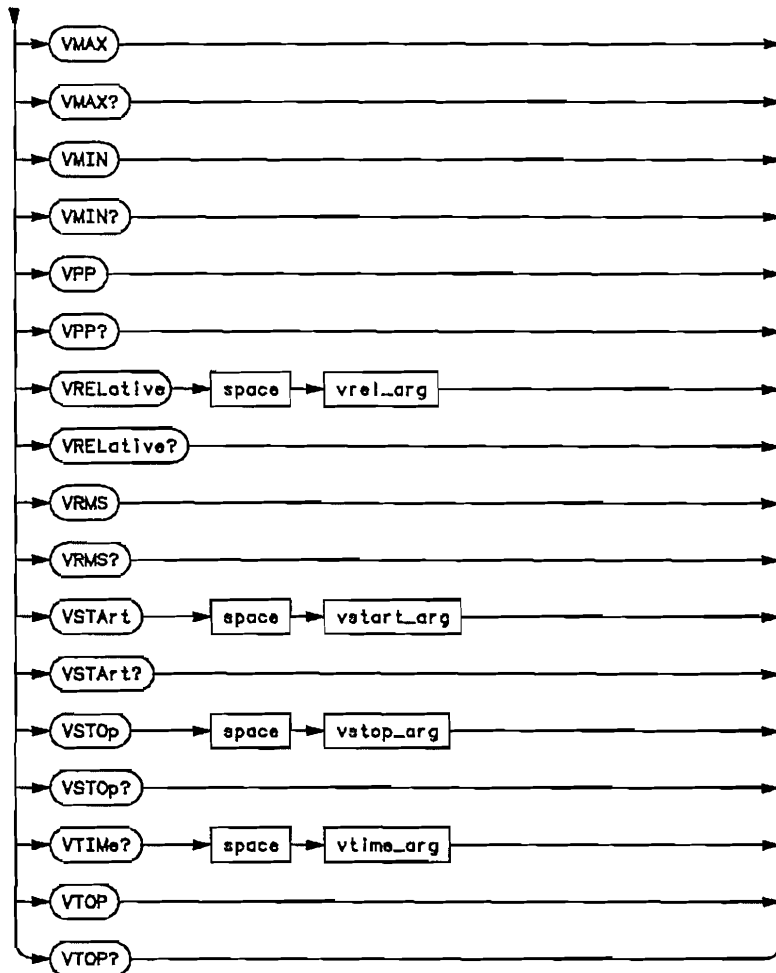 VMAX
VMAX?
VMIN
VMIN?
VPP
VPP?
VRELative space vrel_arg
VRELative?
VRMS
VRMS?
VSTArt space vstart_arg
VSTArt?
VSTOp space vstop_arg
VSTOp?
VTIMe? space vtime_arg
VTOP
VTOP?